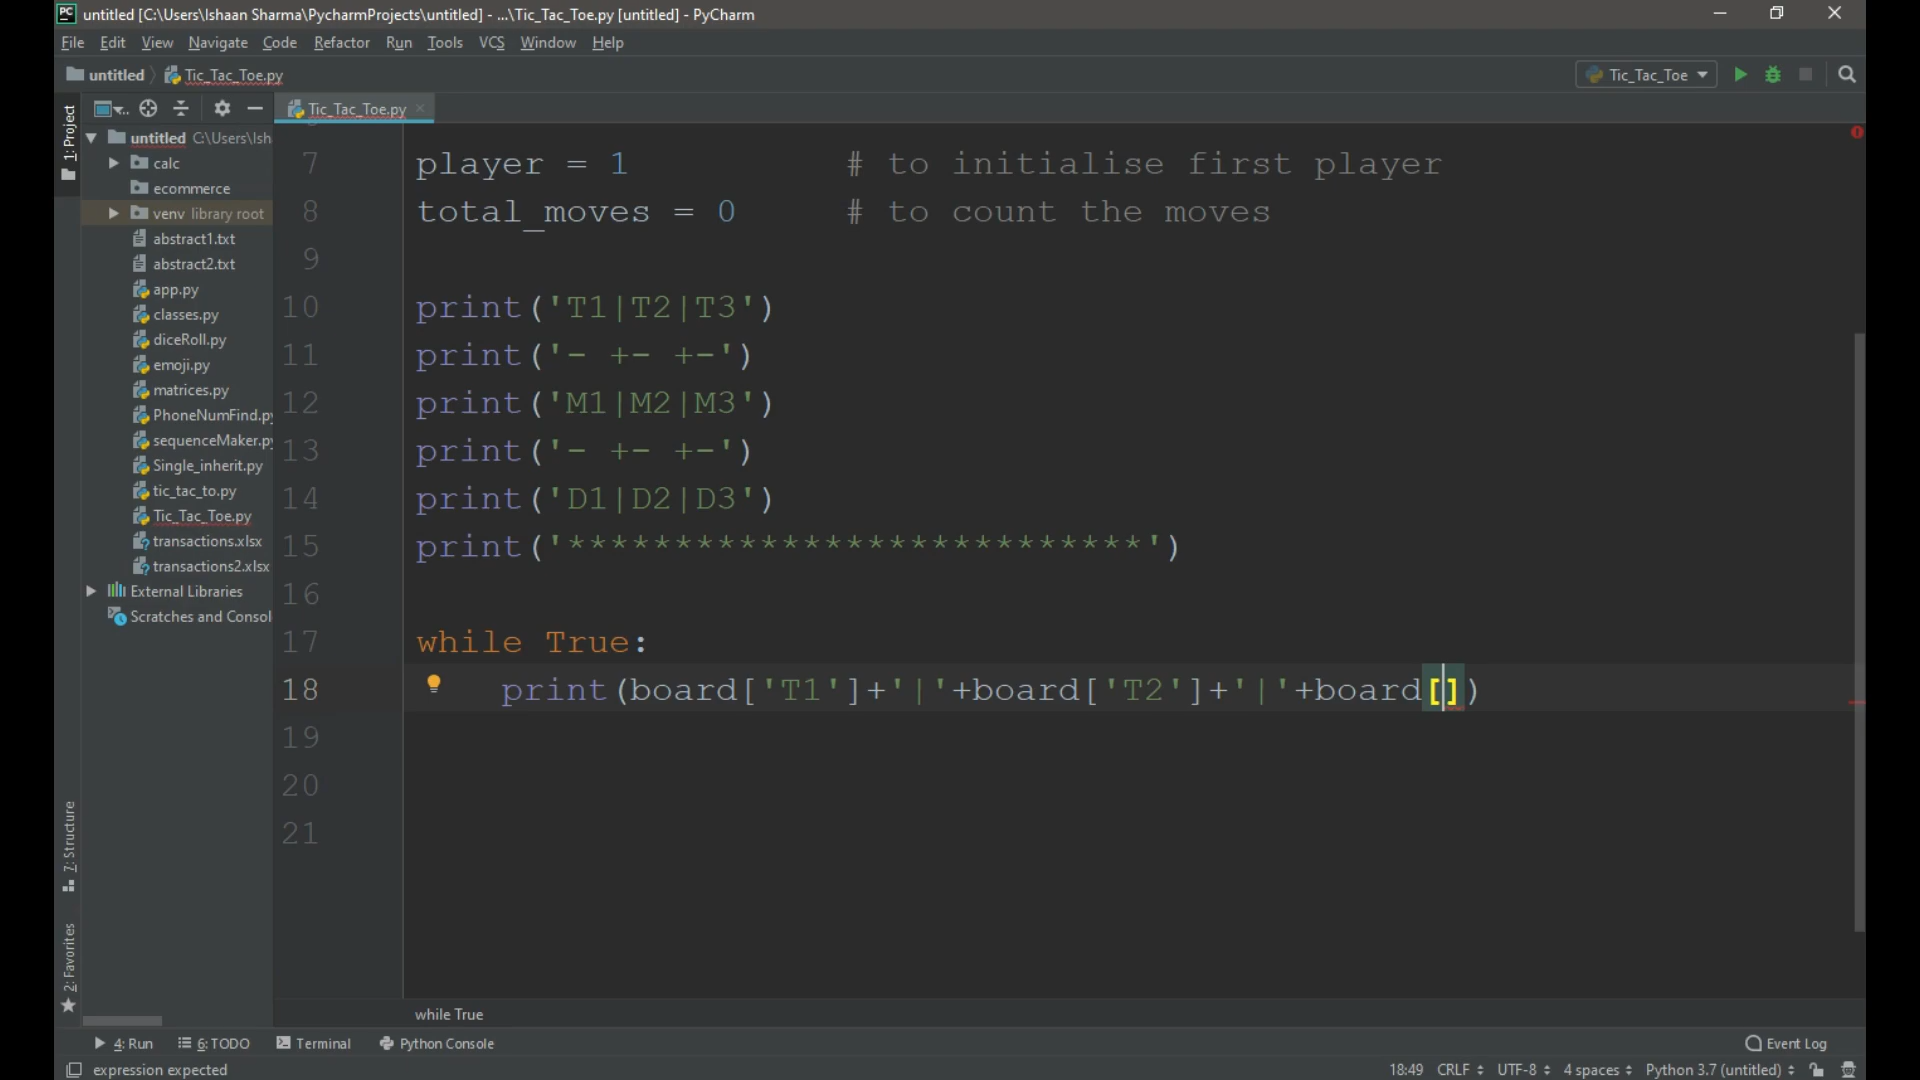 untitled [C:\Users\Ishaan Sharma\PycharmProjects\untitled] - ...\Tic_Tac_Toe.py [untitled] - PyCharm
File Edit View Navigate Code Refactor Run Tools VCS Window Help
untitled Tic_Tac_Toe.py Tic_Tac_Toe
Tic_Tac_Toe.py
1: Project
untitled C:\Users\Ish
calc
ecommerce
venv library root
abstract1.txt
abstract2.txt
app.py
classes.py
diceRoll.py
emoji.py
matrices.py
PhoneNumFind.py
sequenceMaker.py
Single_inherit.py
tic_tac_to.py
Tic_Tac_Toe.py
transactions.xlsx
transactions2.xlsx
External Libraries
Scratches and Consol
7: Structure
2: Favorites
7 player = 1 # to initialise first player
8 total_moves = 0 # to count the moves
9
10 print('T1|T2|T3')
11 print('- +- +-')
12 print('M1|M2|M3')
13 print('- +- +-')
14 print('D1|D2|D3')
15 print('***************************')
16
17 while True:
18 print(board['T1']+'|'+board['T2']+'|'+board[])
19
20
21
while True
4: Run 6: TODO Terminal Python Console Event Log
expression expected 18:49 CRLF UTF-8 4 spaces Python 3.7 (untitled)